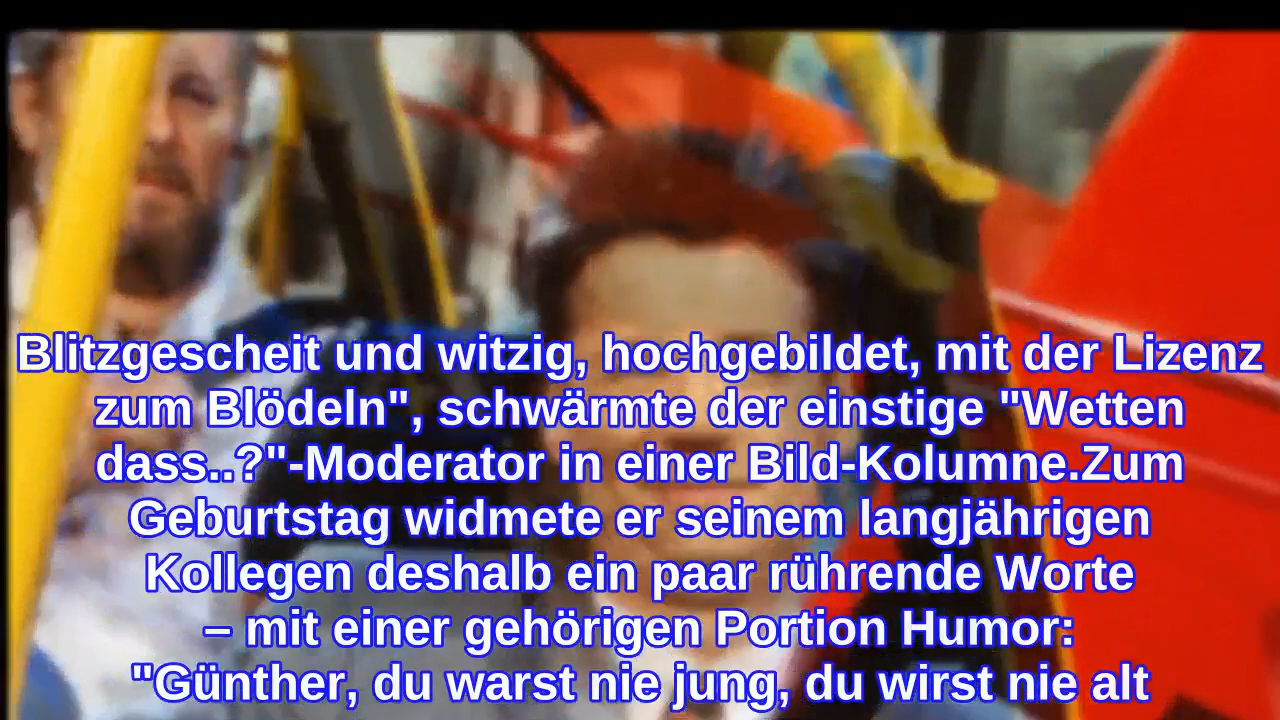 Blitzgescheit und witzig, hochgebildet, mit der Lizenz
zum Blödeln", schwärmte der einstige "Wetten
dass..?"-Moderator in einer Bild-Kolumne.Zum
Geburtstag widmete er seinem langjährigen
Kollegen deshalb ein paar rührende Worte
– mit einer gehörigen Portion Humor:
"Günther, du warst nie jung, du wirst nie alt